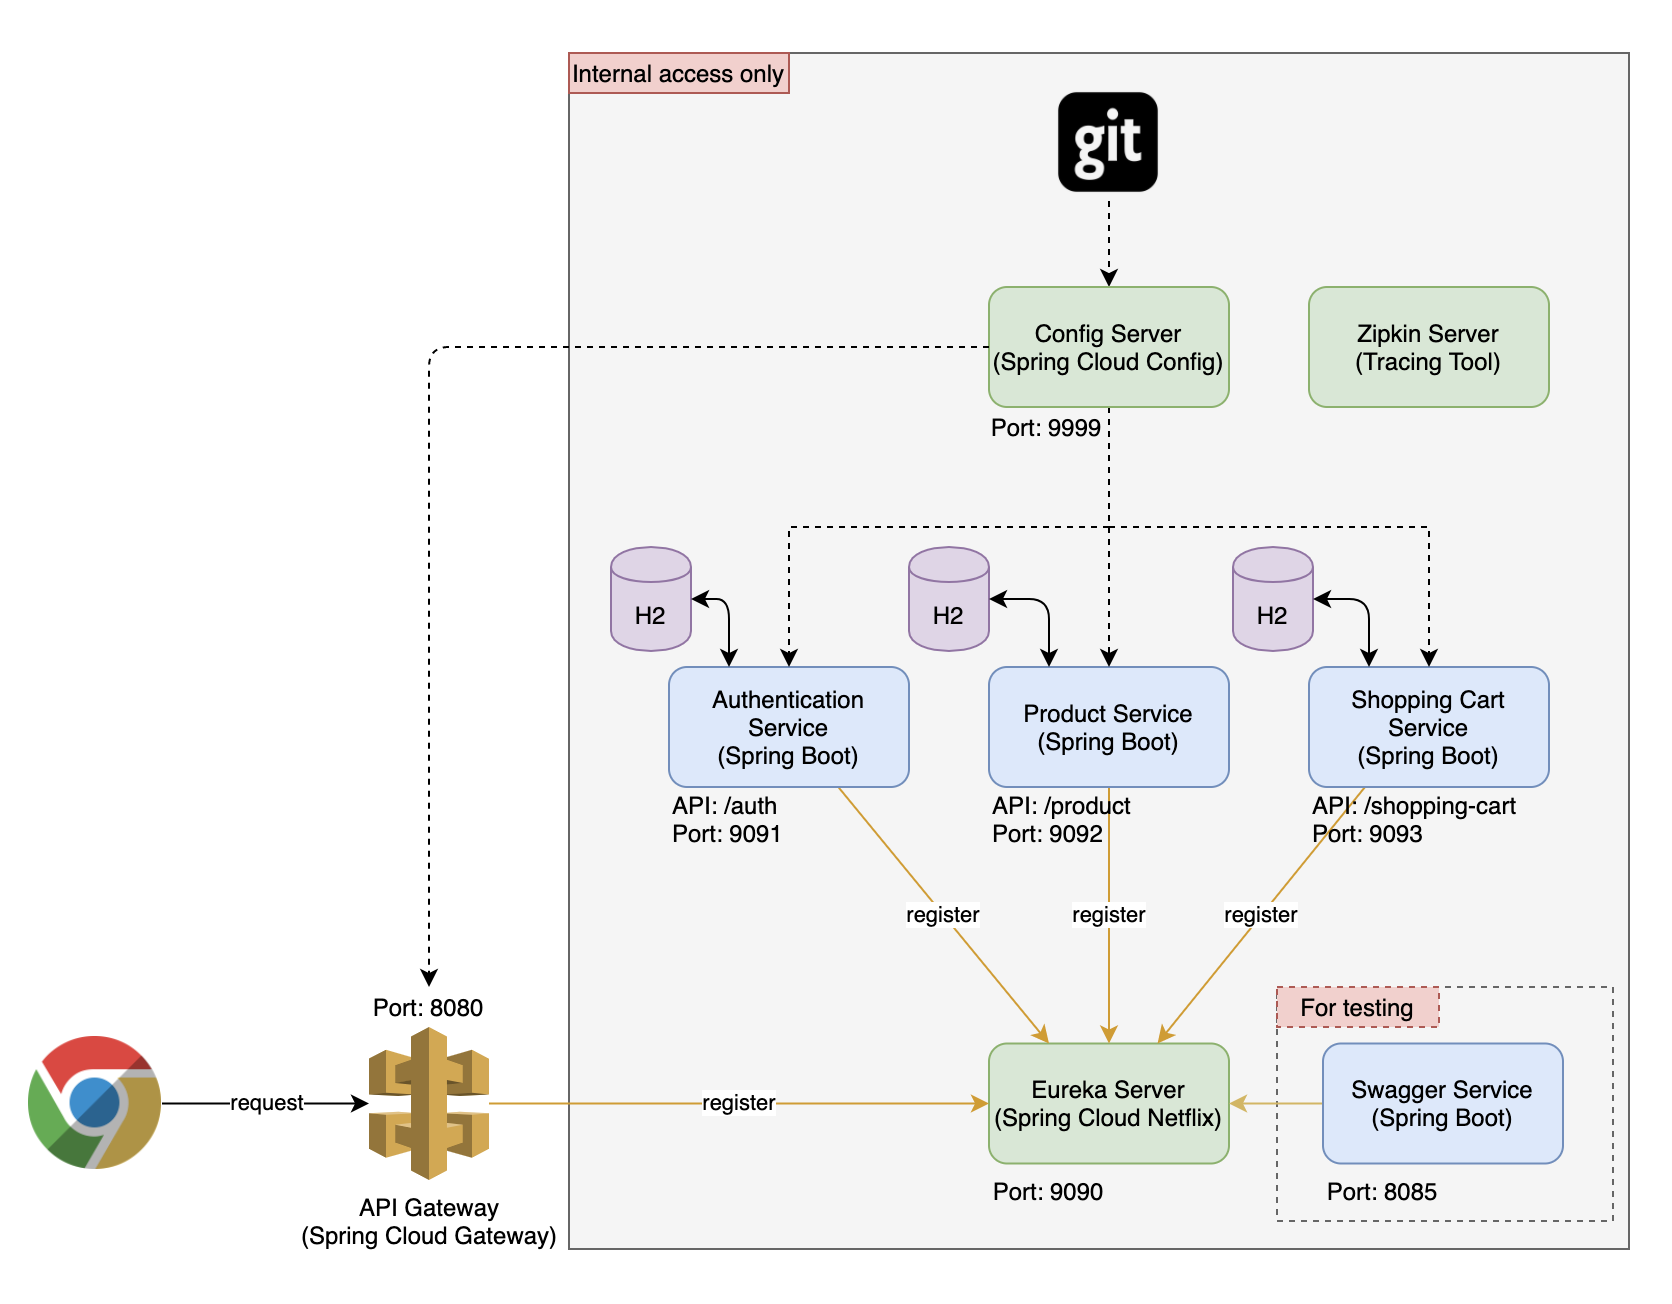 Internal access only
git
Config Server
(Spring Cloud Config)
Zipkin Server
(Tracing Tool)
Port: 9999
H2
H2
H2
Authentication
Service
(Spring Boot)
Product Service
(Spring Boot)
Shopping Cart
Service
(Spring Boot)
API: /auth
Port: 9091
API: /product
Port: 9092
API: /shopping-cart
Port: 9093
register
register
register
Port: 8080
For testing
request
register
Eureka Server
(Spring Cloud Netflix)
Swagger Service
(Spring Boot)
Port: 9090
Port: 8085
API Gateway
(Spring Cloud Gateway)